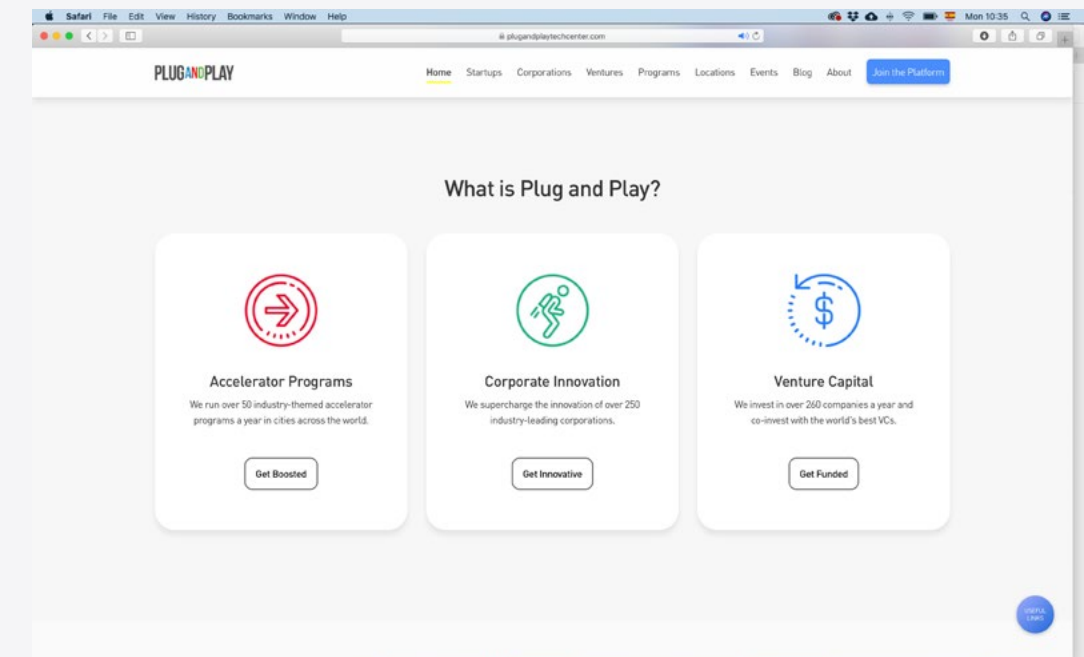 Safari File Edit View History Bookmarks Window Help
Mon 10:35
plugandplaytechcenter.com
PLUGANDPLAY
Home Startups Corporations Ventures Programs Locations Events Blog About Join the Platform
What is Plug and Play?
Accelerator Programs
We run over 50 industry-themed accelerator
programs a year in cities across the world.
Get Boosted
Corporate Innovation
We supercharge the innovation of over 250
industry-leading corporations.
Get Innovative
$
Venture Capital
We invest in over 260 companies a year and
co-invest with the world's best VCs.
Get Funded
USEFUL
LINKS